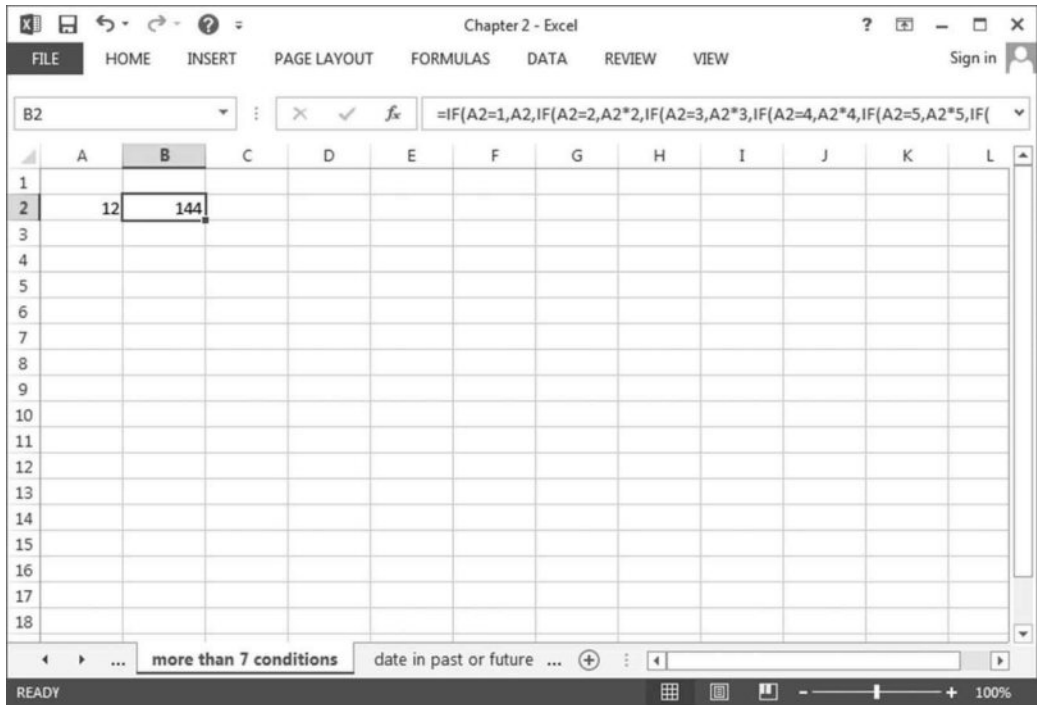 Chapter 2 - Excel
?
FILE HOME INSERT PAGE LAYOUT FORMULAS DATA REVIEW VIEW Sign in
B2 fx =IF(A2=1,A2,IF(A2=2,A2*2,IF(A2=3,A2*3,IF(A2=4,A2*4,IF(A2=5,A2*5,IF(
A B C D E F G H I J K L
1
2 12 144
3
4
5
6
7
8
9
10
11
12
13
14
15
16
17
18
... more than 7 conditions date in past or future ...
READY 100%